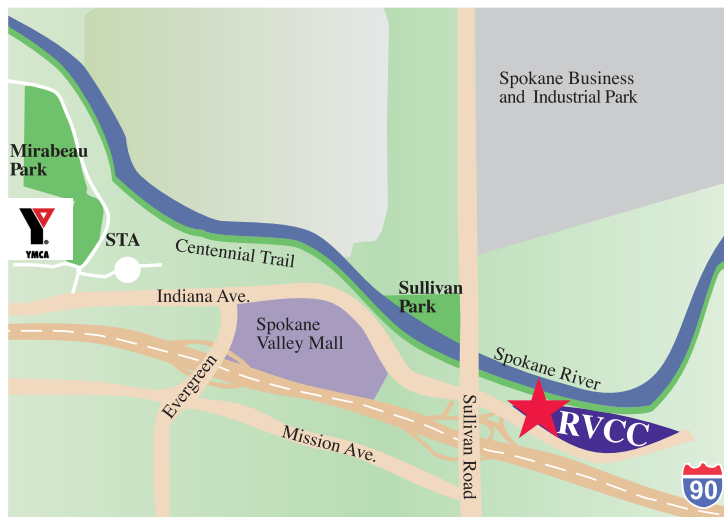 Spokane Business
and Industrial Park
Mirabeau
Park
YMCA
STA
Centennial Trail
Sullivan
Park
Indiana Ave.
Spokane
Valley Mall
Evergreen
Spokane River
Mission Ave.
Sullivan Road
RVCC
90